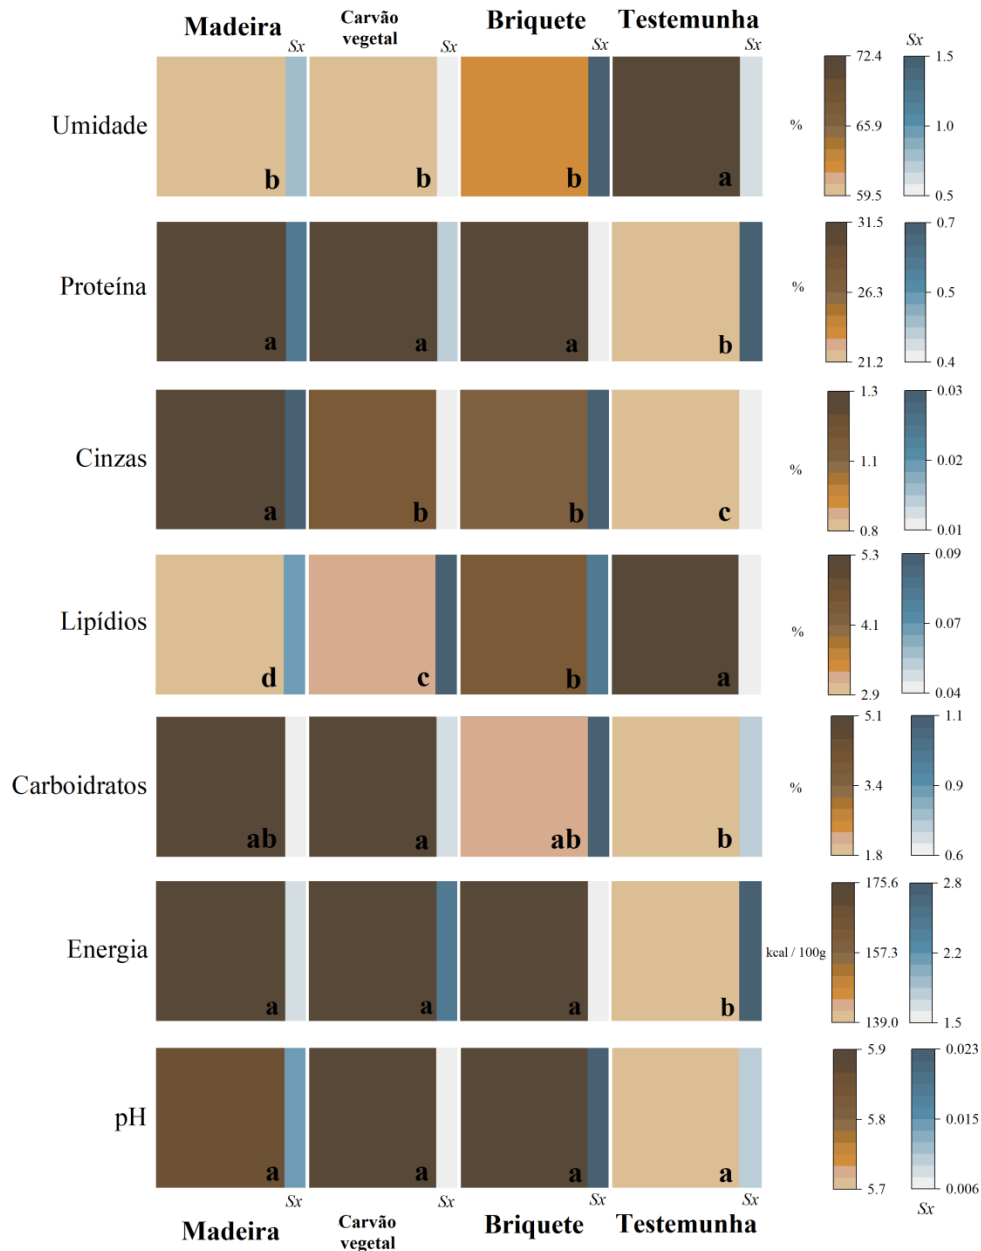 Madeira Carvão vegetal Briquete Testemunha
Sx Sx Sx Sx Sx
Umidade b b b a % 72.4 65.9 59.5 1.5 1.0 0.5
Proteína a a a b % 31.5 26.3 21.2 0.7 0.5 0.4
Cinzas a b b c % 1.3 1.1 0.8 0.03 0.02 0.01
Lipídios d c b a % 5.3 4.1 2.9 0.09 0.07 0.04
Carboidratos ab a ab b % 5.1 3.4 1.8 1.1 0.9 0.6
Energia a a a b kcal / 100g 175.6 157.3 139.0 2.8 2.2 1.5
pH a a a a 5.9 5.8 5.7 0.023 0.015 0.006
Sx Sx Sx Sx Sx
Madeira Carvão vegetal Briquete Testemunha